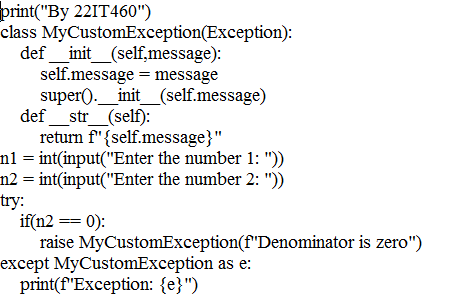 print("By 22IT460")
class MyCustomException(Exception):
    def __init__(self,message):
        self.message = message
        super().__init__(self.message)
    def __str__(self):
        return f"{self.message}"
n1 = int(input("Enter the number 1: "))
n2 = int(input("Enter the number 2: "))
try:
    if(n2 == 0):
        raise MyCustomException(f"Denominator is zero")
except MyCustomException as e:
    print(f"Exception: {e}")